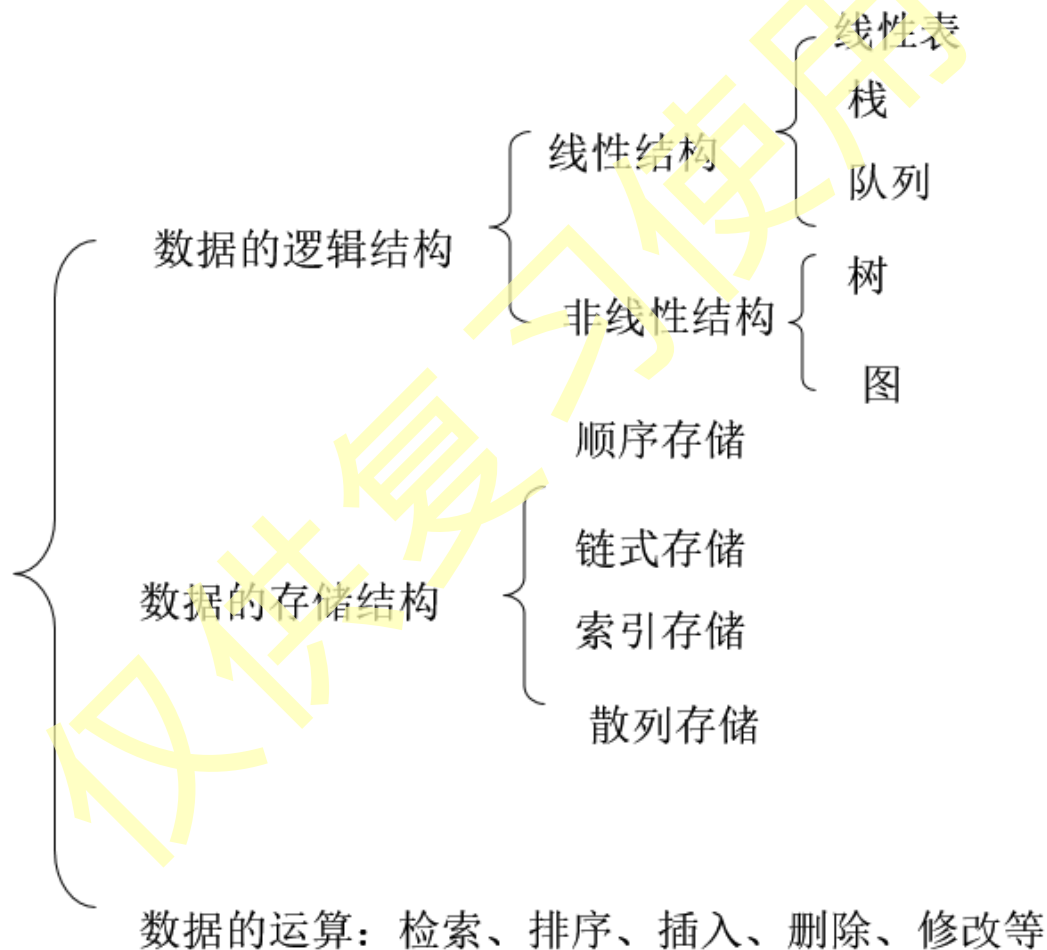 线性表
栈
线性结构
队列
数据的逻辑结构
树
非线性结构
图
顺序存储
链式存储
数据的存储结构
索引存储
散列存储
数据的运算：检索、排序、插入、删除、修改等
仅供复习使用